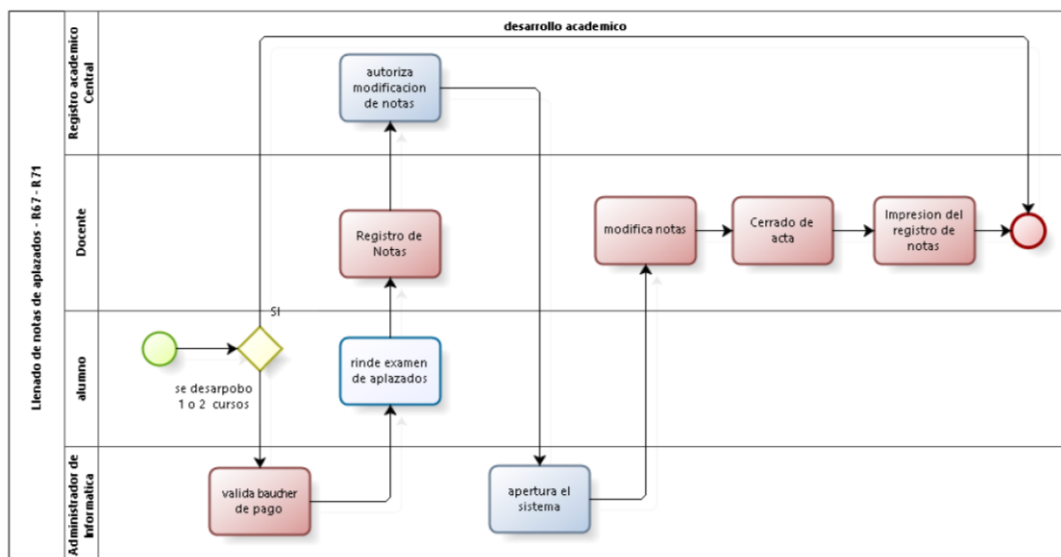 Llenado de notas de aplazados - R67 - R71
Registro academico
Central
desarrollo academico
autoriza
modificacion
de notas
Docente
Registro de
Notas
modifica notas
Cerrado de
acta
Impresion del
registro de
notas
alumno
SI
se desarpobo
1 o 2 cursos
rinde examen
de aplazados
Administrador de
Informatica
valida baucher
de pago
apertura el
sistema